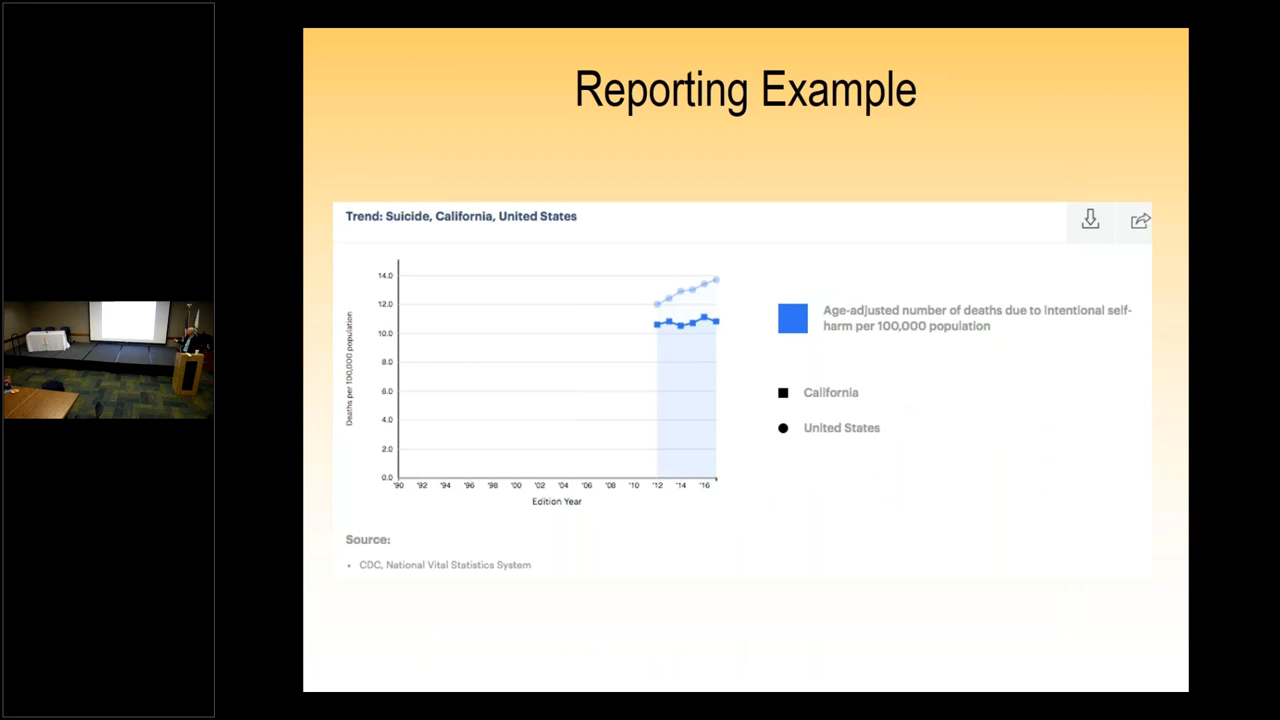 Reporting Example
Trend: Suicide, California, United States
Deaths per 100,000 population
14.0
12.0
10.0
8.0
6.0
4.0
2.0
0.0
'90 '92 '94 '96 '98 '00 '02 '04 '06 '08 '10 '12 '14 '16
Edition Year
Age-adjusted number of deaths due to intentional self-
harm per 100,000 population
California
United States
Source:
• CDC, National Vital Statistics System